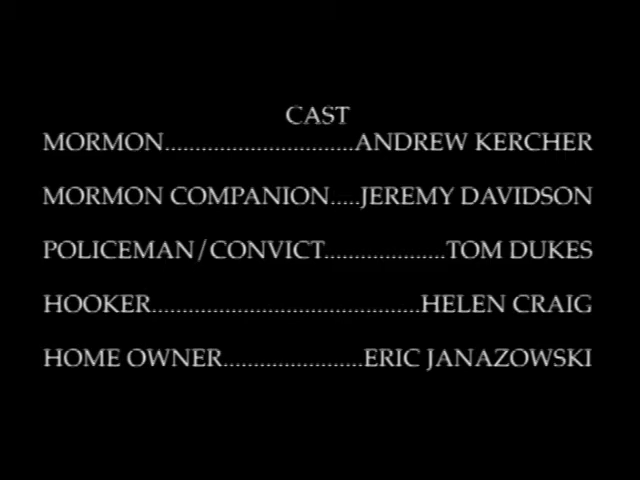 CAST
MORMON...............................ANDREW KERCHER
MORMON COMPANION.....JEREMY DAVIDSON
POLICEMAN/CONVICT....................TOM DUKES
HOOKER............................................HELEN CRAIG
HOME OWNER.......................ERIC JANAZOWSKI